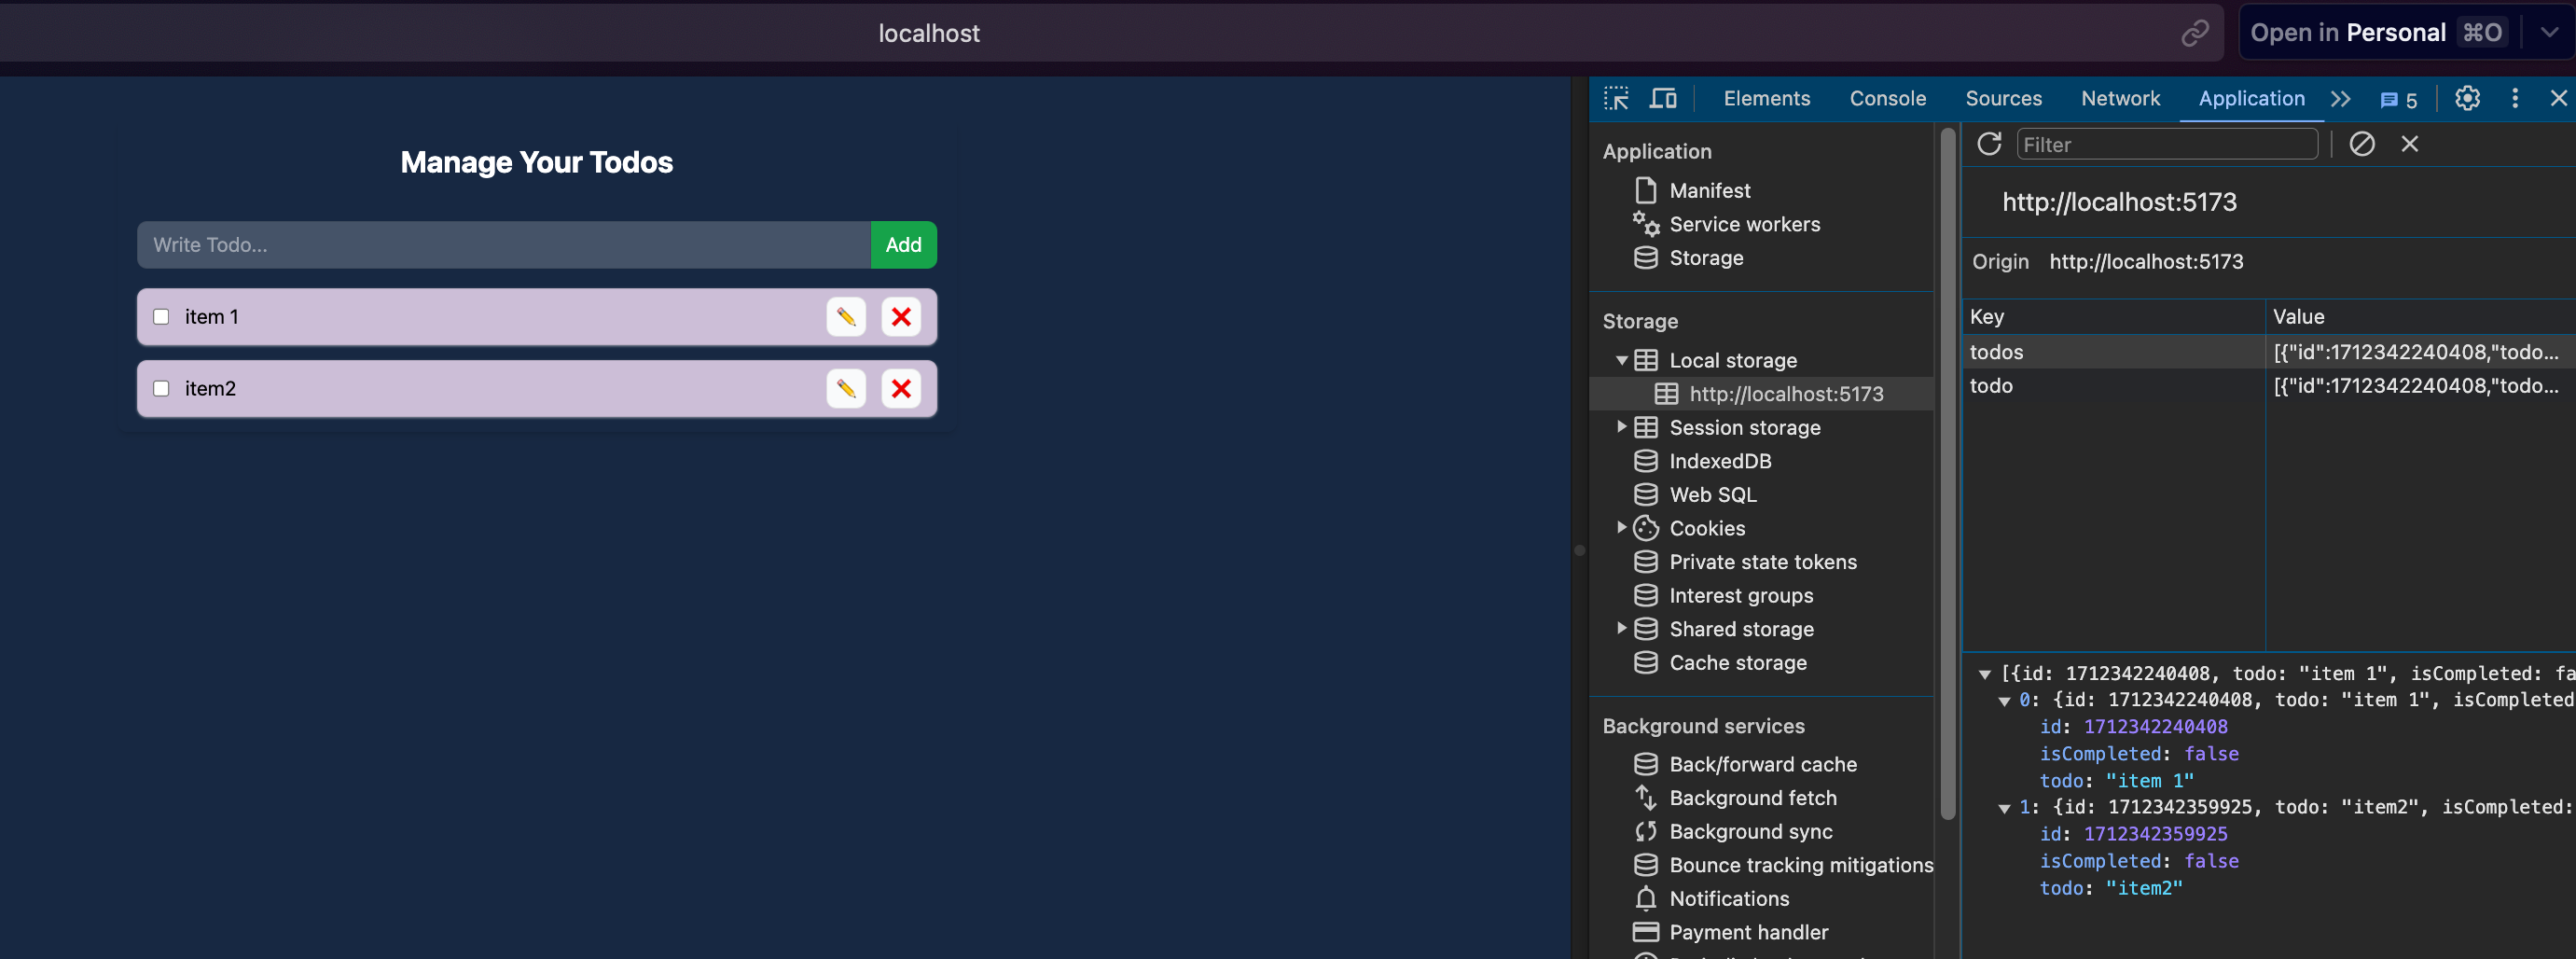 localhost
Open in Personal ⌘O
Manage Your Todos
Write Todo...
Add
item 1
item2
Elements Console Sources Network Application 5
Application
Manifest
Service workers
Storage
Storage
Local storage
http://localhost:5173
Session storage
IndexedDB
Web SQL
Cookies
Private state tokens
Interest groups
Shared storage
Cache storage
Background services
Back/forward cache
Background fetch
Background sync
Bounce tracking mitigations
Notifications
Payment handler
Filter
http://localhost:5173
Origin http://localhost:5173
Key Value
todos [{"id":1712342240408,"todo...
todo [{"id":1712342240408,"todo...
[{id: 1712342240408, todo: "item 1", isCompleted: fa
0: {id: 1712342240408, todo: "item 1", isCompleted
id: 1712342240408
isCompleted: false
todo: "item 1"
1: {id: 1712342359925, todo: "item2", isCompleted:
id: 1712342359925
isCompleted: false
todo: "item2"